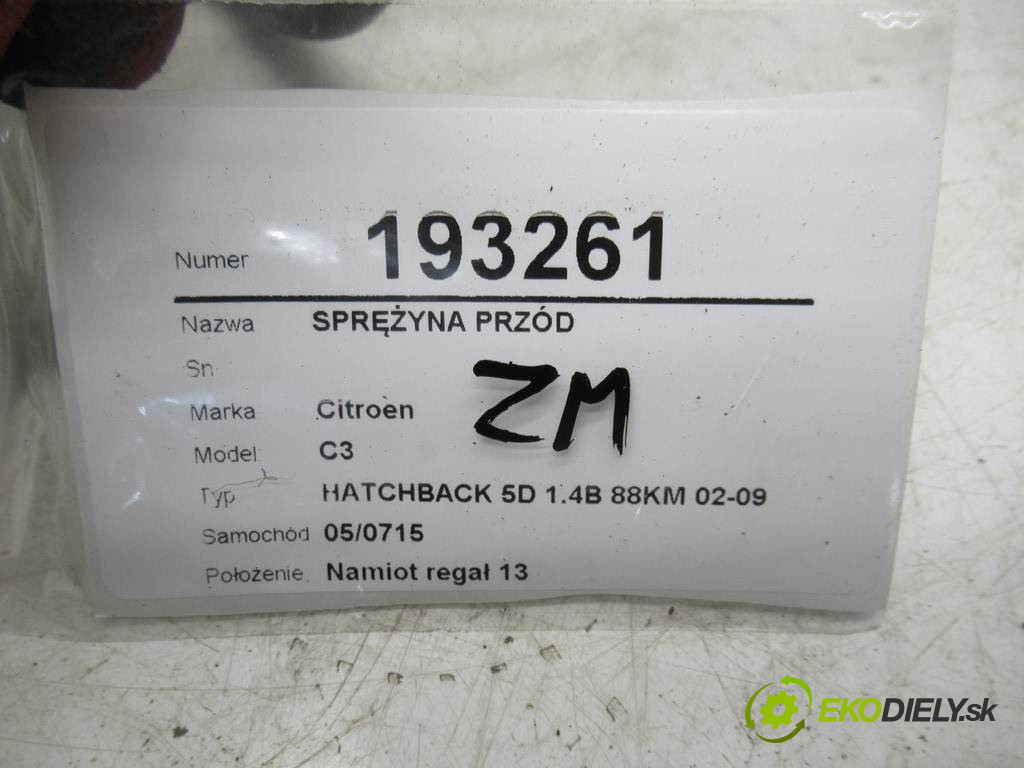 Numer 193261
Nazwa SPRĘŻYNA PRZÓD
Sn
ZM
Marka Citroen
Model: C3
Typ HATCHBACK 5D 1.4B 88KM 02-09
Samochód 05/0715
Położenie Namiot regał 13
EKODIELY.sk